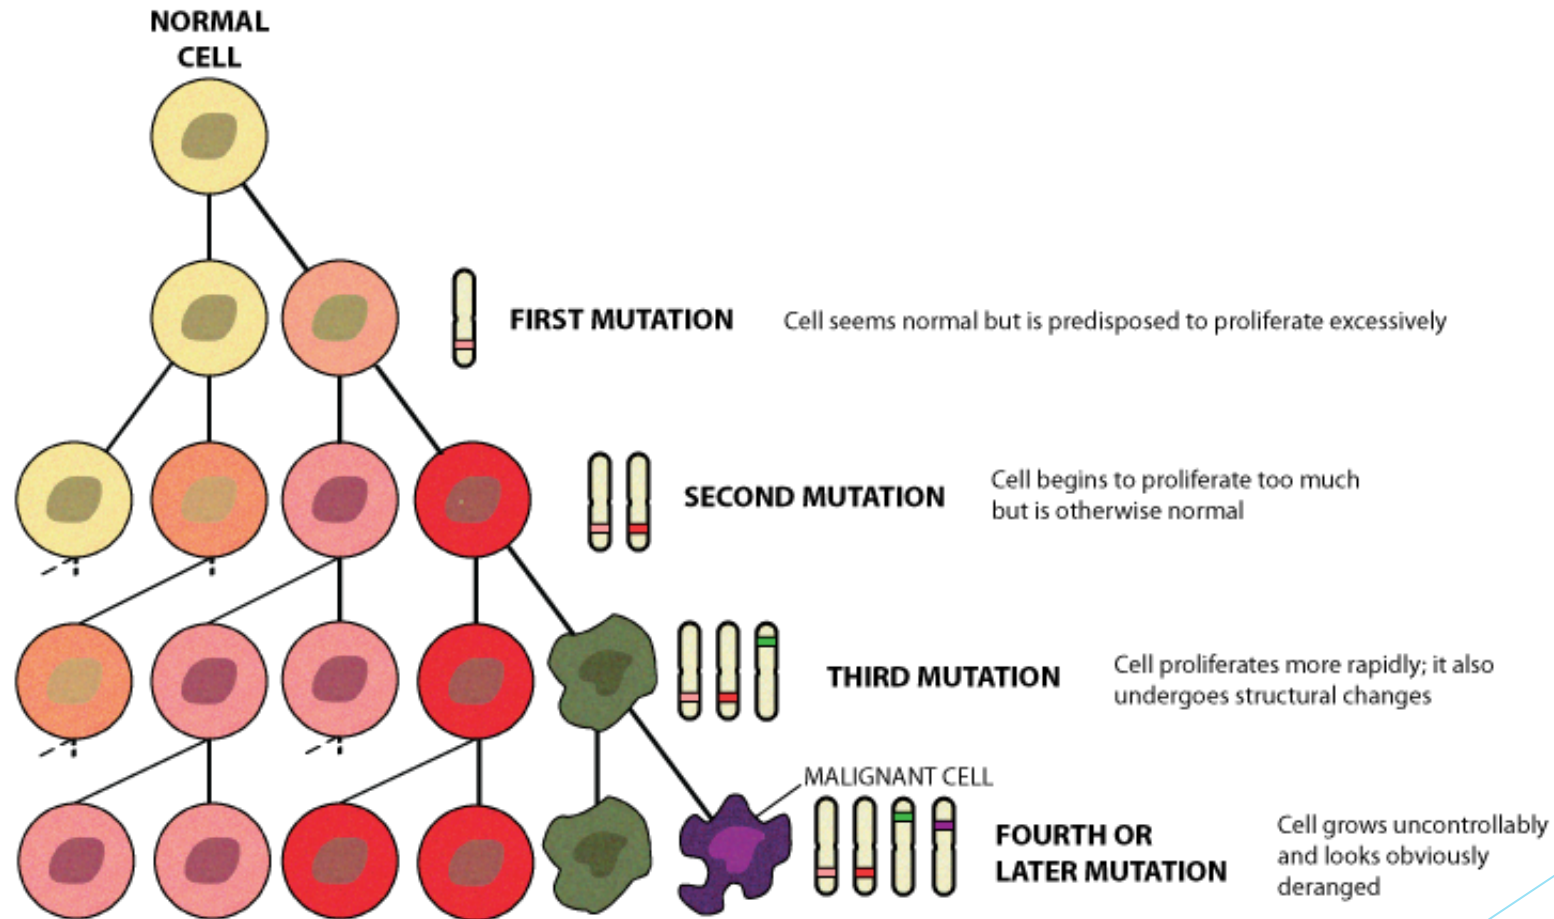 NORMAL
CELL
FIRST MUTATION
Cell seems normal but is predisposed to proliferate excessively
SECOND MUTATION
Cell begins to proliferate too much
but is otherwise normal
THIRD MUTATION
Cell proliferates more rapidly; it also
undergoes structural changes
MALIGNANT CELL
FOURTH OR
LATER MUTATION
Cell grows uncontrollably
and looks obviously
deranged